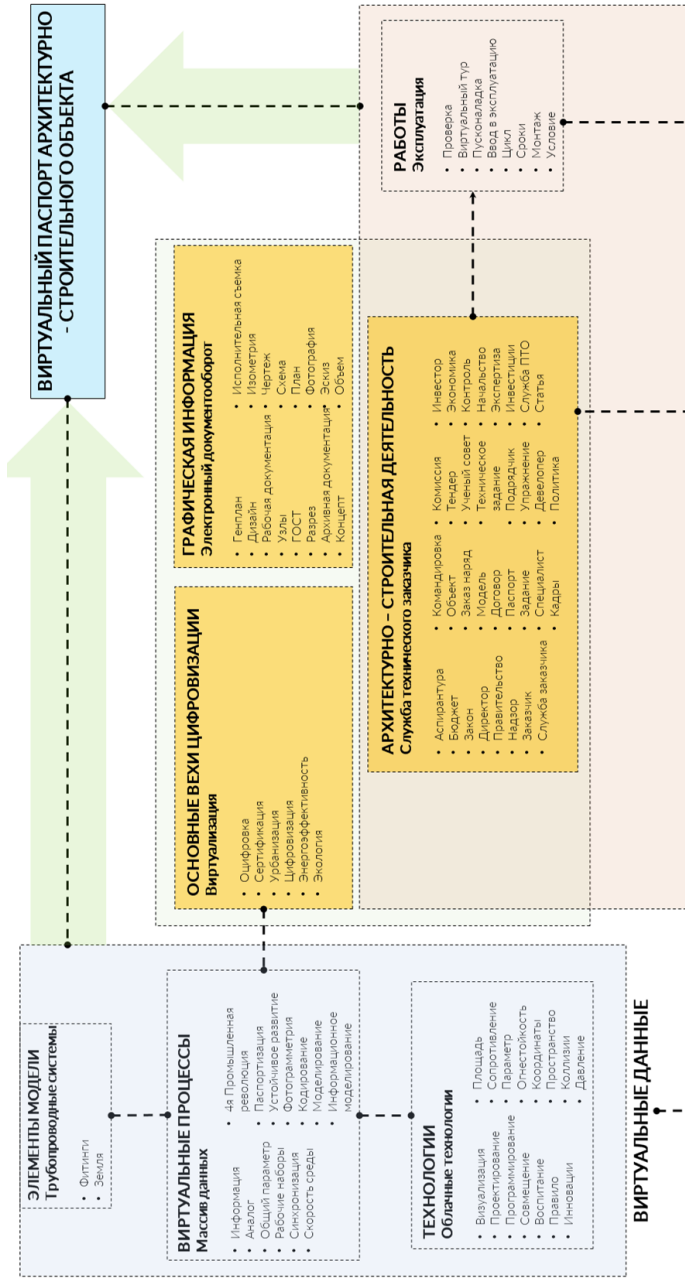 ЭЛЕМЕНТЫ МОДЕЛИ
Трубопроводные системы
• Фитинги
• Земля
ВИРТУАЛЬНЫЕ ПРОЦЕССЫ
Массив данных
• Информация
• Аналог
• Общий параметр
• Рабочие наборы
• Синхронизация
• Скорость среды
• 4я Промышленная
революция
• Паспортизация
• Устойчивое развитие
• Фотограмметрия
• Кодирование
• Моделирование
• Информационное
моделирование
ТЕХНОЛОГИИ
Облачные технологии
• Визуализация
• Проектирование
• Программирование
• Совмещение
• Воспитание
• Правило
• Инновации
• Площадь
• Сопротивление
• Параметр
• Огнестойкость
• Координаты
• Пространство
• Коллизии
• Давление
ВИРТУАЛЬНЫЕ ДАННЫЕ
ОСНОВНЫЕ ВЕХИ ЦИФРОВИЗАЦИИ
Виртуализация
• Оцифровка
• Сертификация
• Урбанизация
• Цифровизация
• Энергоэффективность
• Экология
ГРАФИЧЕСКАЯ ИНФОРМАЦИЯ
Электронный документооборот
• Генплан
• Дизайн
• Рабочая документация
• Узлы
• ГОСТ
• Разрез
• Архивная документация
• Концепт
• Исполнительная съемка
• Изометрия
• Чертеж
• Схема
• План
• Фотография
• Эскиз
• Объем
АРХИТЕКТУРНО – СТРОИТЕЛЬНАЯ ДЕЯТЕЛЬНОСТЬ
Служба технического заказчика
• Аспирантура
• Бюджет
• Закон
• Директор
• Правительство
• Надзор
• Заказчик
• Служба заказчика
• Командировка
• Объект
• Заказ наряд
• Модель
• Договор
• Паспорт
• Задание
• Специалист
• Кадры
• Комиссия
• Тендер
• Ученый совет
• Техническое
задание
• Подрядчик
• Упражнение
• Девелопер
• Политика
• Инвестор
• Экономика
• Контроль
• Начальство
• Экспертиза
• Инвестиции
• Служба ПТО
• Статья
РАБОТЫ
Эксплуатация
• Проверка
• Виртуальный тур
• Пусконаладка
• Ввод в эксплуатацию
• Цикл
• Сроки
• Монтаж
• Условие
ВИРТУАЛЬНЫЙ ПАСПОРТ АРХИТЕКТУРНО
- СТРОИТЕЛЬНОГО ОБЪЕКТА